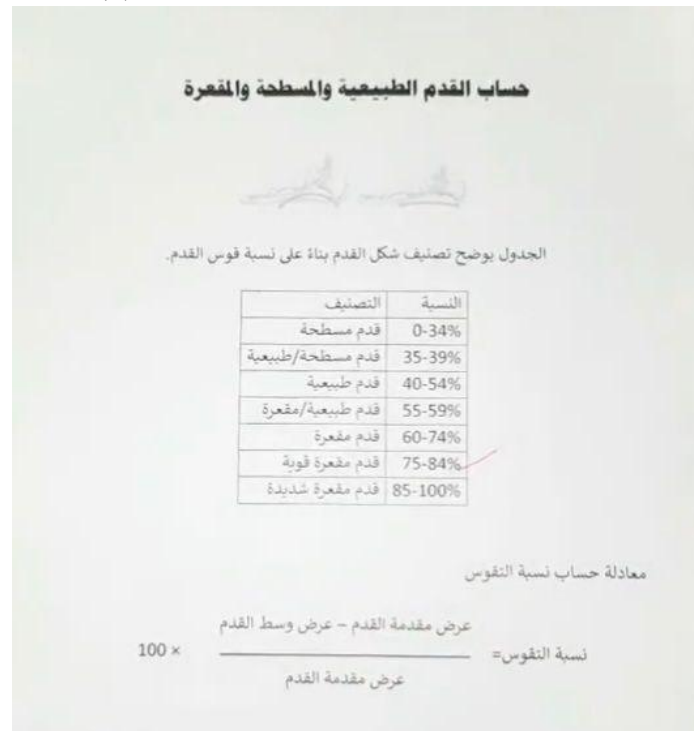 حساب القدم الطبيعية والمسطحة والمقعرة
الجدول يوضح تصنيف شكل القدم بناءً على نسبة قوس القدم.
النسبة التصنيف
0-34% قدم مسطحة
35-39% قدم مسطحة/طبيعية
40-54% قدم طبيعية
55-59% قدم طبيعية/مقعرة
60-74% قدم مقعرة
75-84% قدم مقعرة قوية
85-100% قدم مقعرة شديدة
معادلة حساب نسبة التقوس
عرض مقدمة القدم – عرض وسط القدم
نسبة التقوس= × 100
عرض مقدمة القدم